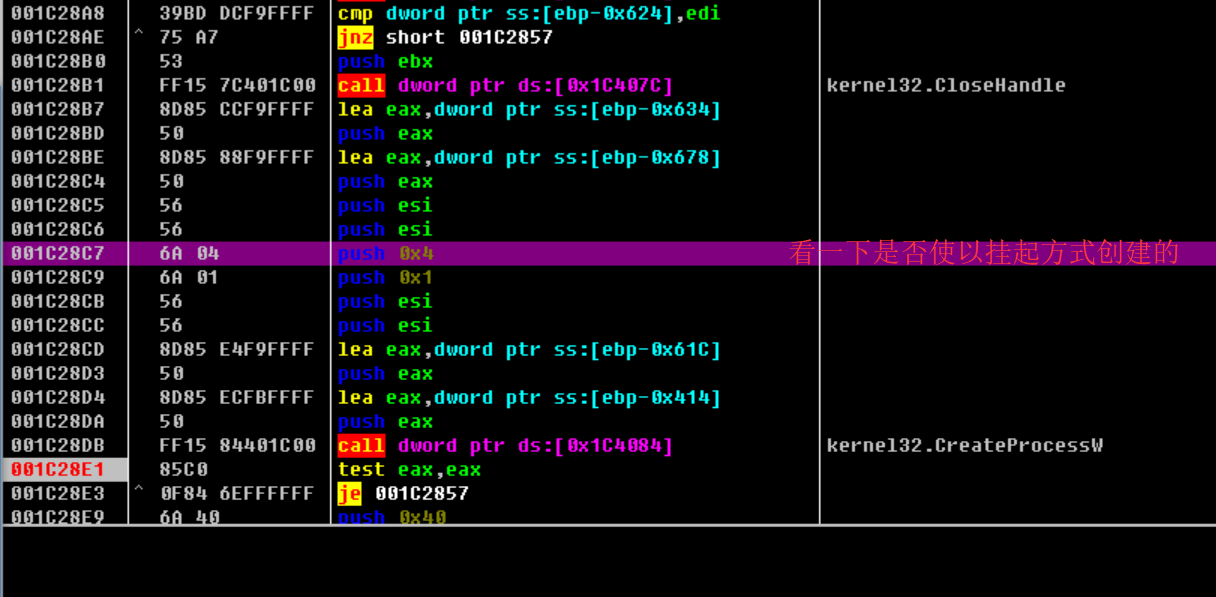 001C28A8 39BD DCF9FFFF cmp dword ptr ss:[ebp-0x624],edi
001C28AE ^ 75 A7 jnz short 001C2857
001C28B0 53 push ebx
001C28B1 FF15 7C401C00 call dword ptr ds:[0x1C407C] kernel32.CloseHandle
001C28B7 8D85 CCF9FFFF lea eax,dword ptr ss:[ebp-0x634]
001C28BD 50 push eax
001C28BE 8D85 88F9FFFF lea eax,dword ptr ss:[ebp-0x678]
001C28C4 50 push eax
001C28C5 56 push esi
001C28C6 56 push esi
001C28C7 6A 04 push 0x4 看一下是否使以挂起方式创建的
001C28C9 6A 01 push 0x1
001C28CB 56 push esi
001C28CC 56 push esi
001C28CD 8D85 E4F9FFFF lea eax,dword ptr ss:[ebp-0x61C]
001C28D3 50 push eax
001C28D4 8D85 ECFBFFFF lea eax,dword ptr ss:[ebp-0x414]
001C28DA 50 push eax
001C28DB FF15 84401C00 call dword ptr ds:[0x1C4084] kernel32.CreateProcessW
001C28E1 85C0 test eax,eax
001C28E3 ^ 0F84 6EFFFFFF je 001C2857
001C28E9 6A 40 push 0x40